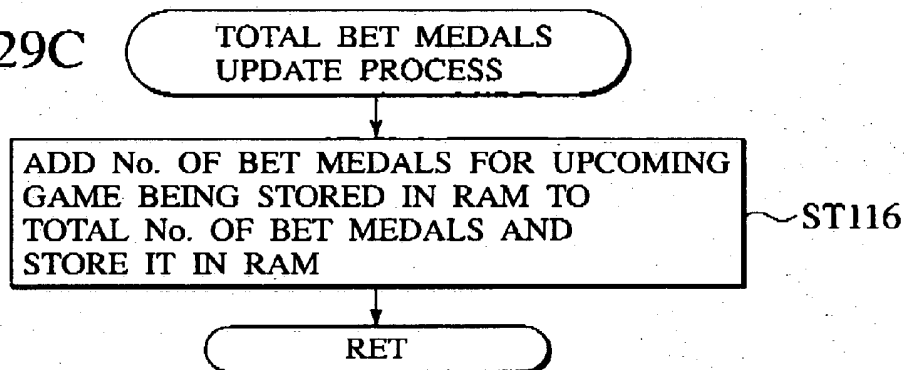 29C
TOTAL BET MEDALS
UPDATE PROCESS
ADD No. OF BET MEDALS FOR UPCOMING
GAME BEING STORED IN RAM TO
TOTAL No. OF BET MEDALS AND
STORE IT IN RAM
ST116
RET